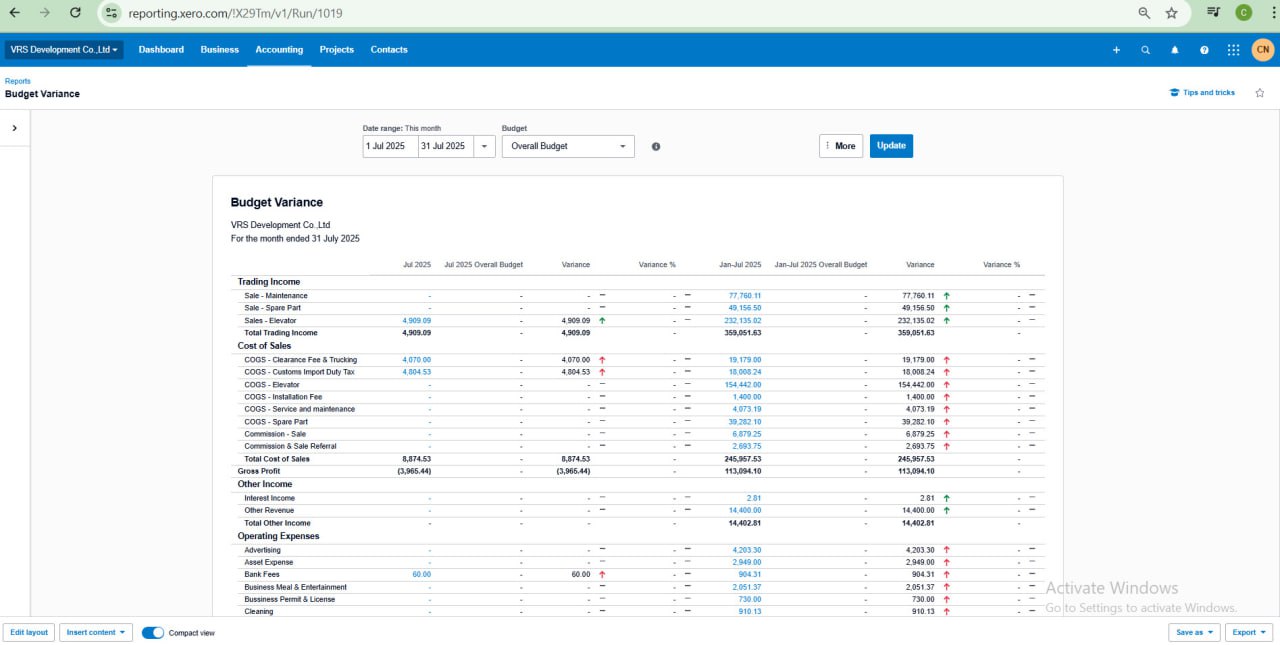 reporting.xero.com/!X29Tm/v1/Run/1019
C
VRS Development Co.,Ltd Dashboard Business Accounting Projects Contacts CN
Reports
Budget Variance
Tips and tricks
Date range: This month Budget
1 Jul 2025 31 Jul 2025 Overall Budget More Update
Budget Variance
VRS Development Co.,Ltd
For the month ended 31 July 2025
Jul 2025 Jul 2025 Overall Budget Variance Variance % Jan-Jul 2025 Jan-Jul 2025 Overall Budget Variance Variance %
Trading Income
Sale - Maintenance - - - - 77,760.11 - 77,760.11 -
Sale - Spare Part - - - - 49,156.50 - 49,156.50 -
Sales - Elevator 4,909.09 - 4,909.09 - 232,135.02 - 232,135.02 -
Total Trading Income 4,909.09 - 4,909.09 - 359,051.63 - 359,051.63 -
Cost of Sales
COGS - Clearance Fee & Trucking 4,070.00 - 4,070.00 - 19,179.00 - 19,179.00 -
COGS - Customs Import Duty Tax 4,804.53 - 4,804.53 - 18,008.24 - 18,008.24 -
COGS - Elevator - - - - 154,442.00 - 154,442.00 -
COGS - Installation Fee - - - - 1,400.00 - 1,400.00 -
COGS - Service and maintenance - - - - 4,073.19 - 4,073.19 -
COGS - Spare Part - - - - 39,282.10 - 39,282.10 -
Commission - Sale - - - - 6,879.25 - 6,879.25 -
Commission & Sale Referral - - - - 2,693.75 - 2,693.75 -
Total Cost of Sales 8,874.53 - 8,874.53 - 245,957.53 - 245,957.53 -
Gross Profit (3,965.44) - (3,965.44) - 113,094.10 - 113,094.10 -
Other Income
Interest Income - - - - 2.81 - 2.81 -
Other Revenue - - - - 14,400.00 - 14,400.00 -
Total Other Income - - - - 14,402.81 - 14,402.81 -
Operating Expenses
Advertising - - - - 4,203.30 - 4,203.30 -
Asset Expense - - - - 2,949.00 - 2,949.00 -
Bank Fees 60.00 - 60.00 - 904.31 - 904.31 -
Business Meal & Entertainment - - - - 2,051.37 - 2,051.37 -
Bussiness Permit & License - - - - 730.00 - 730.00 -
Cleaning - - - - 910.13 - 910.13 -
Activate Windows
Go to Settings to activate Windows.
Edit layout Insert content Compact view Save as Export